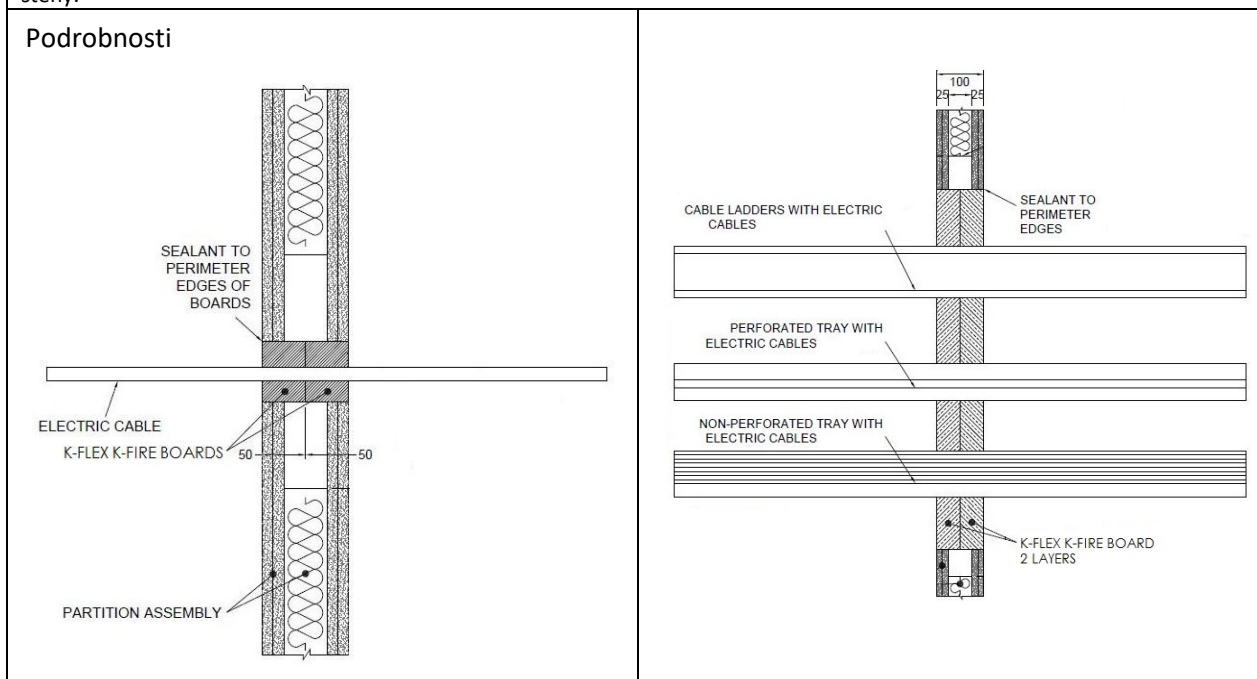 steny.
Podrobnosti
SEALANT TO
PERIMETER
EDGES OF
BOARDS
ELECTRIC CABLE
K-FLEX K-FIRE BOARDS
50
50
PARTITION ASSEMBLY
100
25
25
CABLE LADDERS WITH ELECTRIC
CABLES
SEALANT TO
PERIMETER
EDGES
PERFORATED TRAY WITH
ELECTRIC CABLES
NON-PERFORATED TRAY WITH
ELECTRIC CABLES
K-FLEX K-FIRE BOARD
2 LAYERS